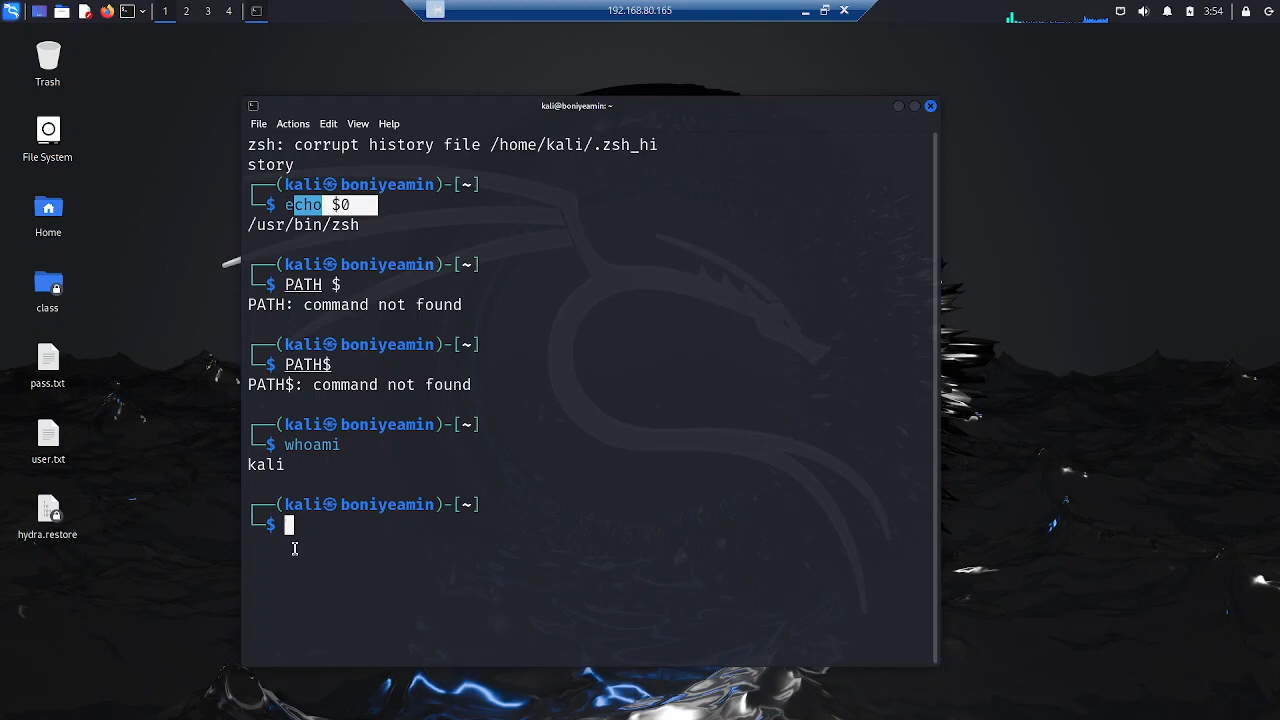 1 2 3 4
192.168.80.165
3:54
Trash
File System
Home
class
pass.txt
user.txt
hydra.restore
kali@boniyeamin: ~
File Actions Edit View Help
zsh: corrupt history file /home/kali/.zsh_hi
story
┌──(kali㉿boniyeamin)-[~]
└─$ echo $0
/usr/bin/zsh
┌──(kali㉿boniyeamin)-[~]
└─$ PATH $
PATH: command not found
┌──(kali㉿boniyeamin)-[~]
└─$ PATH$
PATH$: command not found
┌──(kali㉿boniyeamin)-[~]
└─$ whoami
kali
┌──(kali㉿boniyeamin)-[~]
└─$